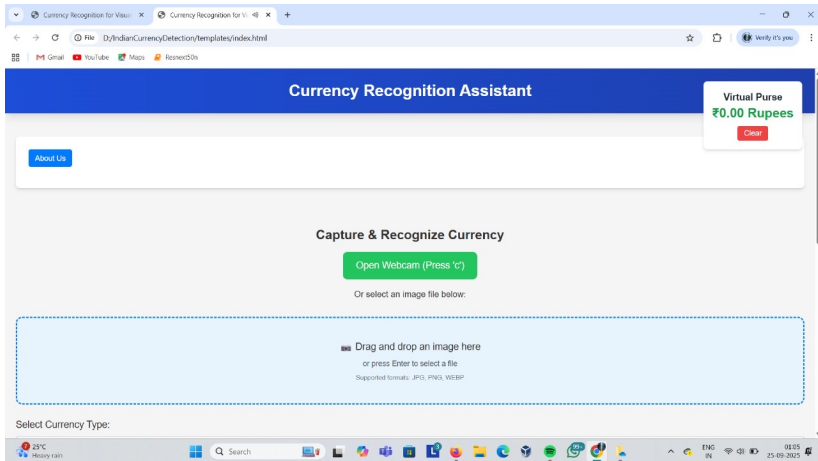 Currency Recognition for Visua
Currency Recognition for Vi
File D:/IndianCurrencyDetection/templates/index.html
Verify it's you
Gmail YouTube Maps Resnext50n
Currency Recognition Assistant
Virtual Purse
₹0.00 Rupees
Clear
About Us
Capture & Recognize Currency
Open Webcam (Press 'c')
Or select an image file below:
Drag and drop an image here
or press Enter to select a file
Supported formats: JPG, PNG, WEBP
Select Currency Type:
25°C
Heavy rain
Search
99+
ENG
IN
01:05
25-09-2025